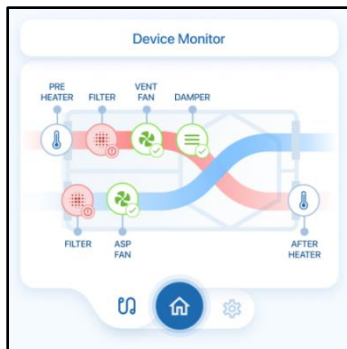 Device Monitor
PRE HEATER
FILTER
VENT FAN
DAMPER
FILTER
ASP FAN
AFTER HEATER